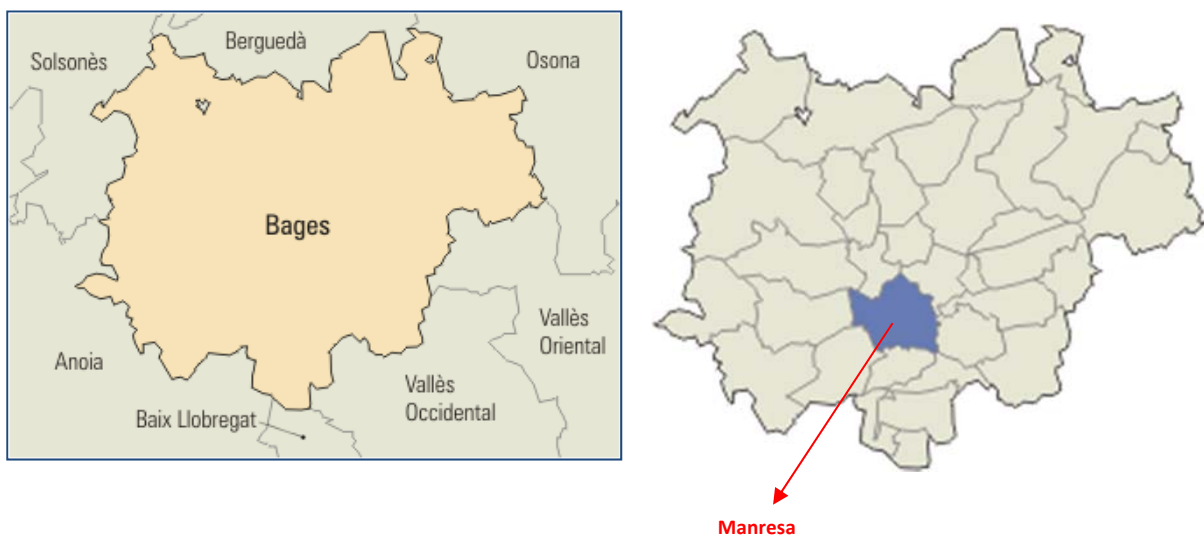 Berguedà
Solsonès
Osona
Bages
Vallès
Oriental
Anoia
Vallès
Occidental
Baix Llobregat
Manresa